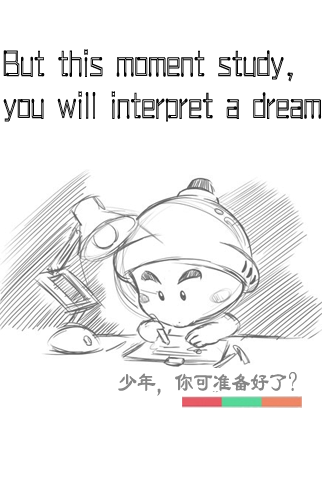 But this moment study,
you will interpret a dream
少年，你可准备好了?